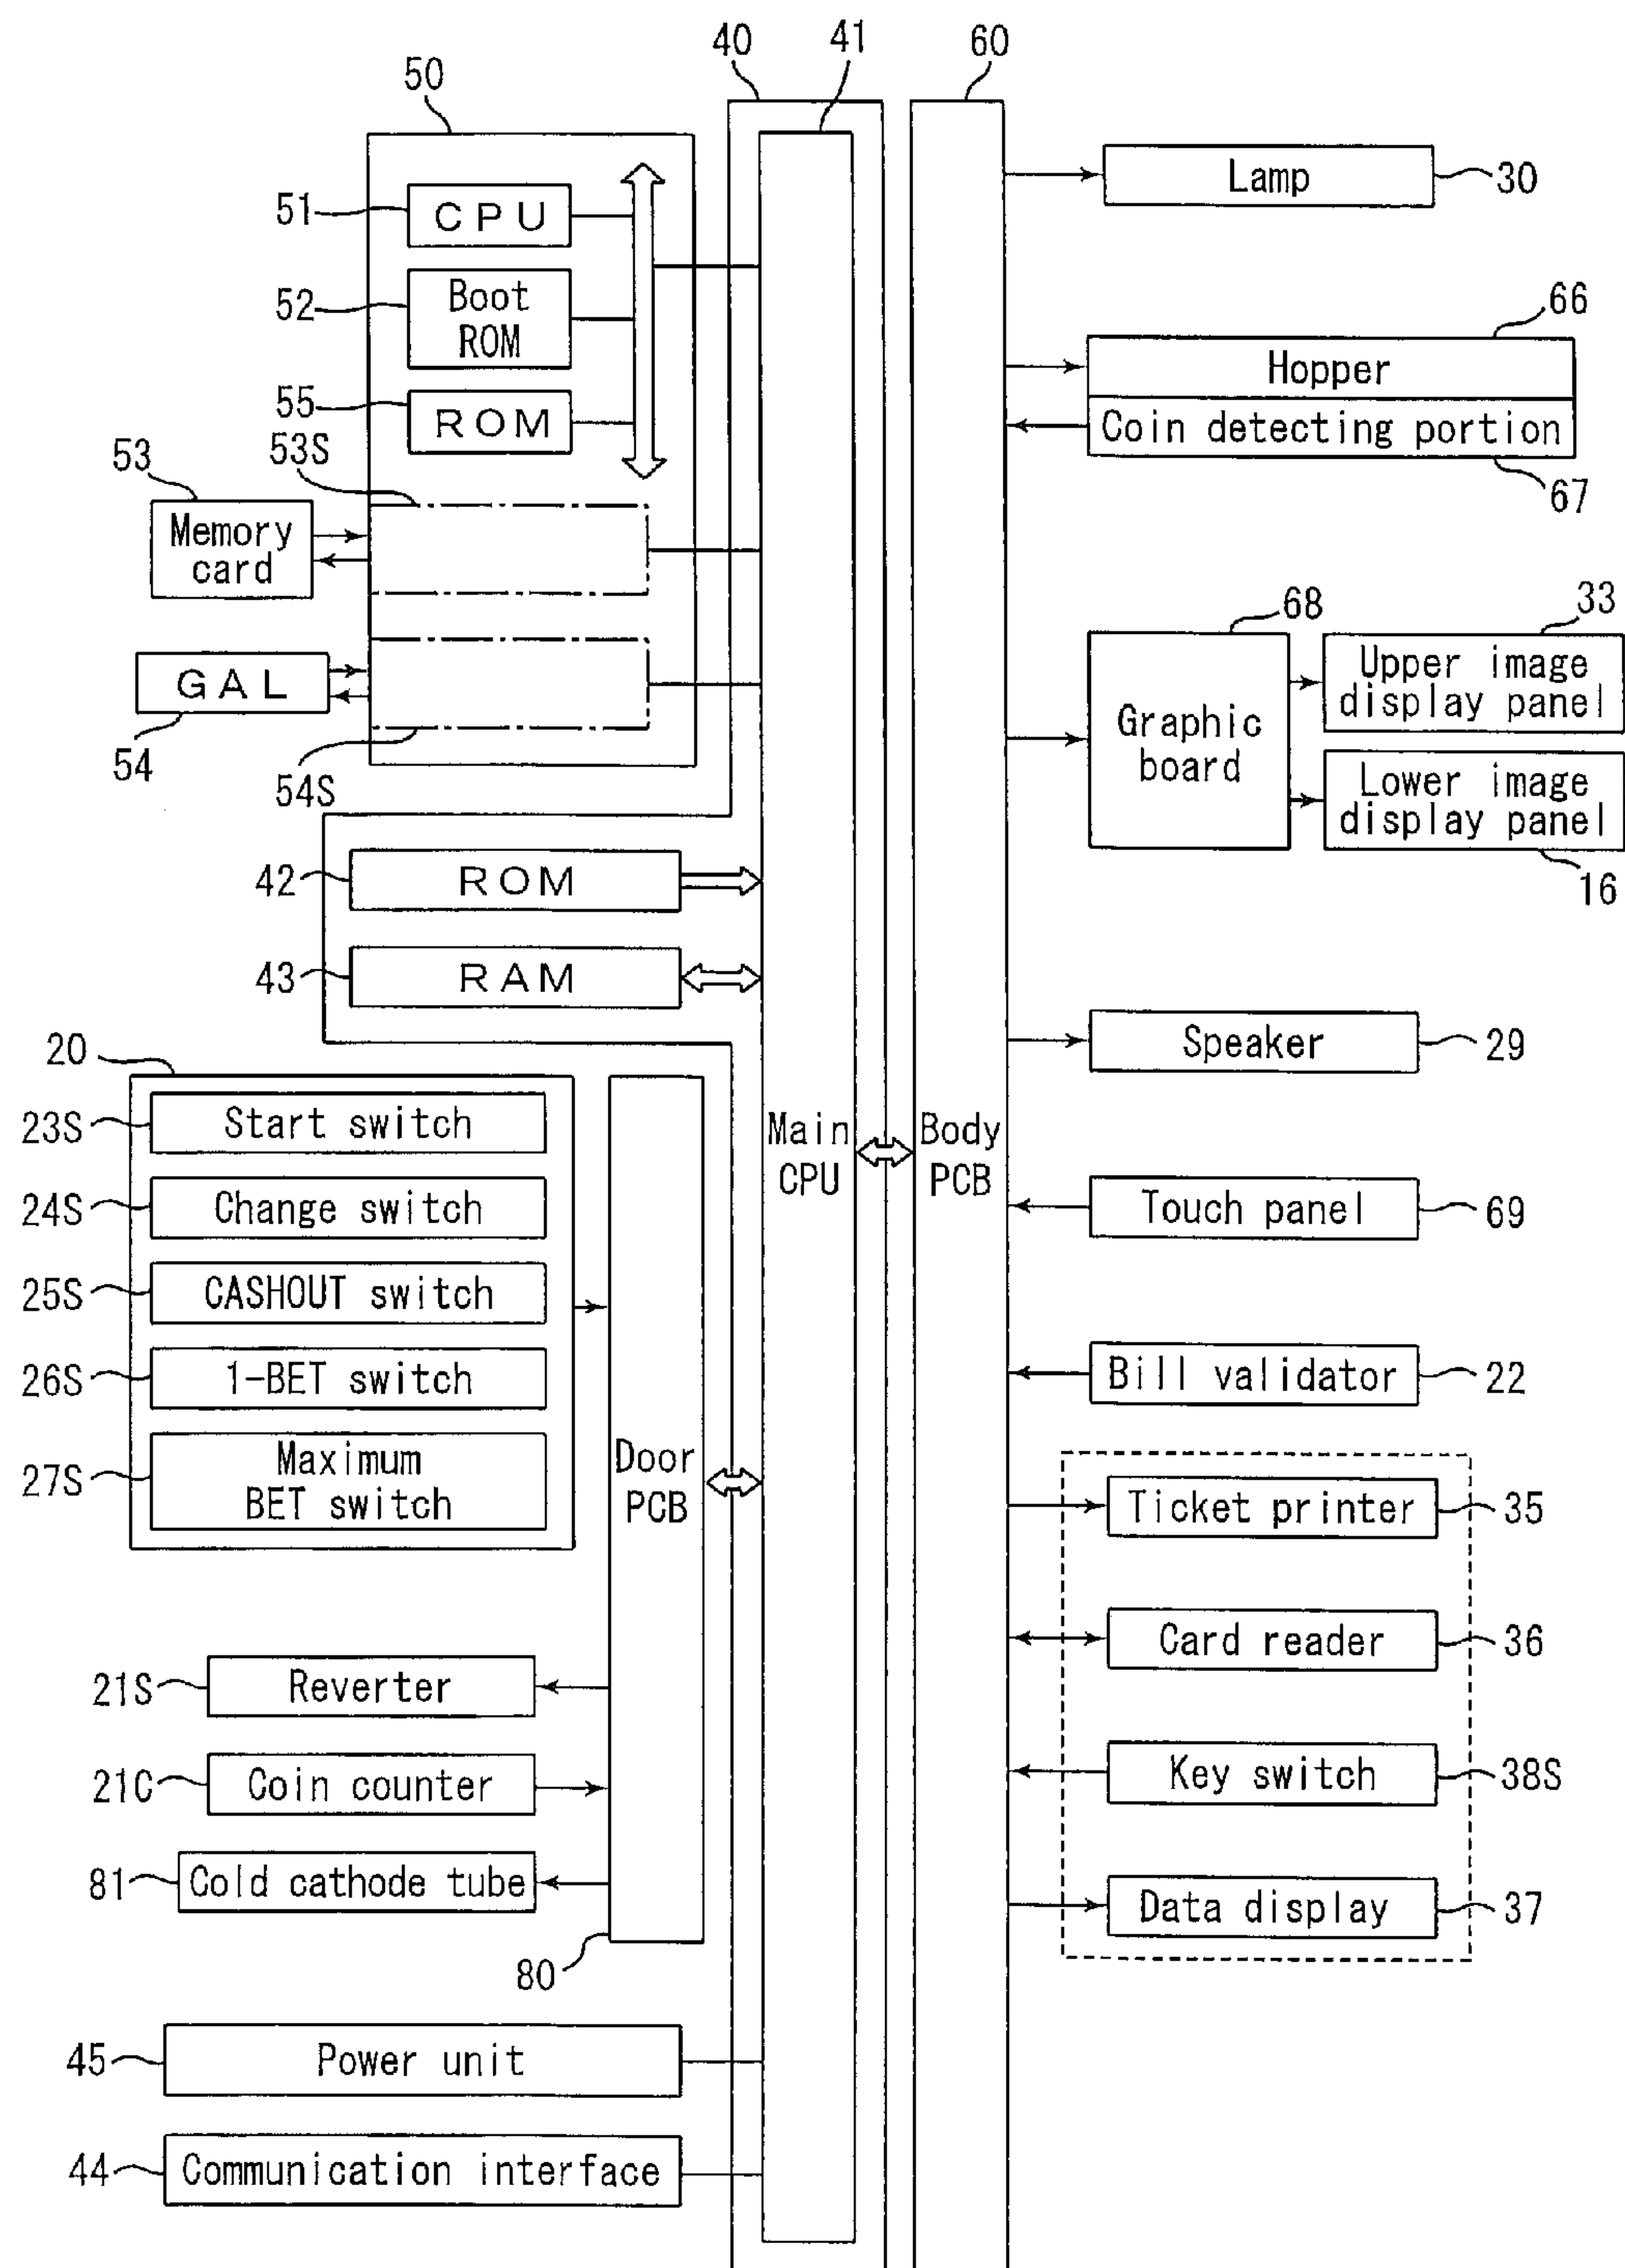 40
41
60
50
51
CPU
52
Boot
ROM
55
ROM
53S
53
Memory
card
GAL
54
54S
42
ROM
43
RAM
20
23S
Start switch
24S
Change switch
25S
CASHOUT switch
26S
1-BET switch
27S
Maximum
BET switch
Door
PCB
Main
CPU
Body
PCB
21S
Reverter
21C
Coin counter
81
Cold cathode tube
80
45
Power unit
44
Communication interface
Lamp
30
66
Hopper
Coin detecting portion
67
68
33
Graphic
board
Upper image
display panel
Lower image
display panel
16
Speaker
29
Touch panel
69
Bill validator
22
Ticket printer
35
Card reader
36
Key switch
38S
Data display
37